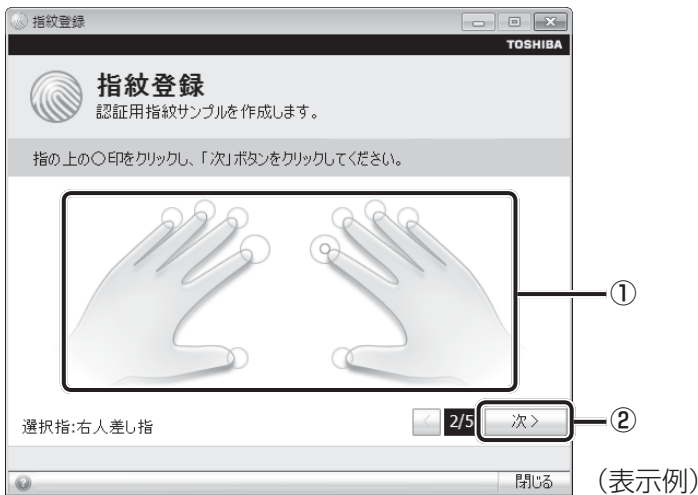 指紋登録
TOSHIBA
指紋登録
認証用指紋サンプルを作成します。
指の上の○印をクリックし、「次」ボタンをクリックしてください。
①
選択指:右人差し指
< 2/5 次 >
②
閉じる
（表示例）